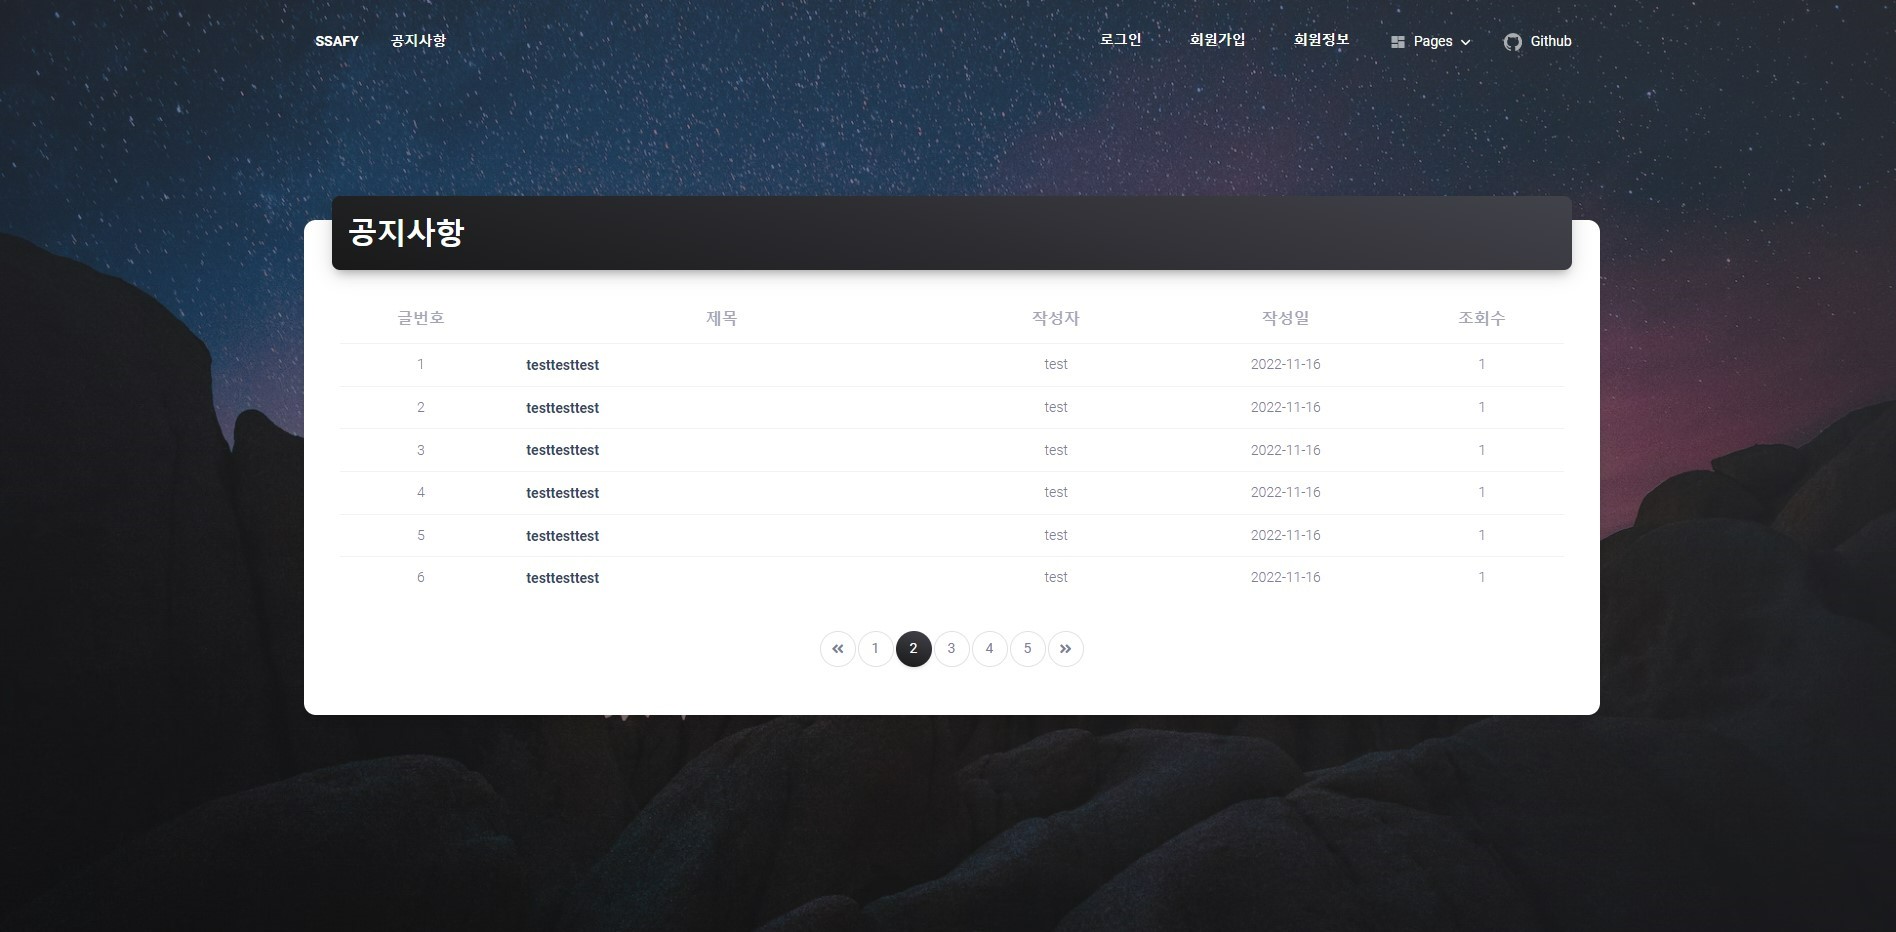 SSAFY 공지사항 로그인 회원가입 회원정보 Pages Github
공지사항
글번호 제목 작성자 작성일 조회수
1 testtesttest test 2022-11-16 1
2 testtesttest test 2022-11-16 1
3 testtesttest test 2022-11-16 1
4 testtesttest test 2022-11-16 1
5 testtesttest test 2022-11-16 1
6 testtesttest test 2022-11-16 1
« 1 2 3 4 5 »